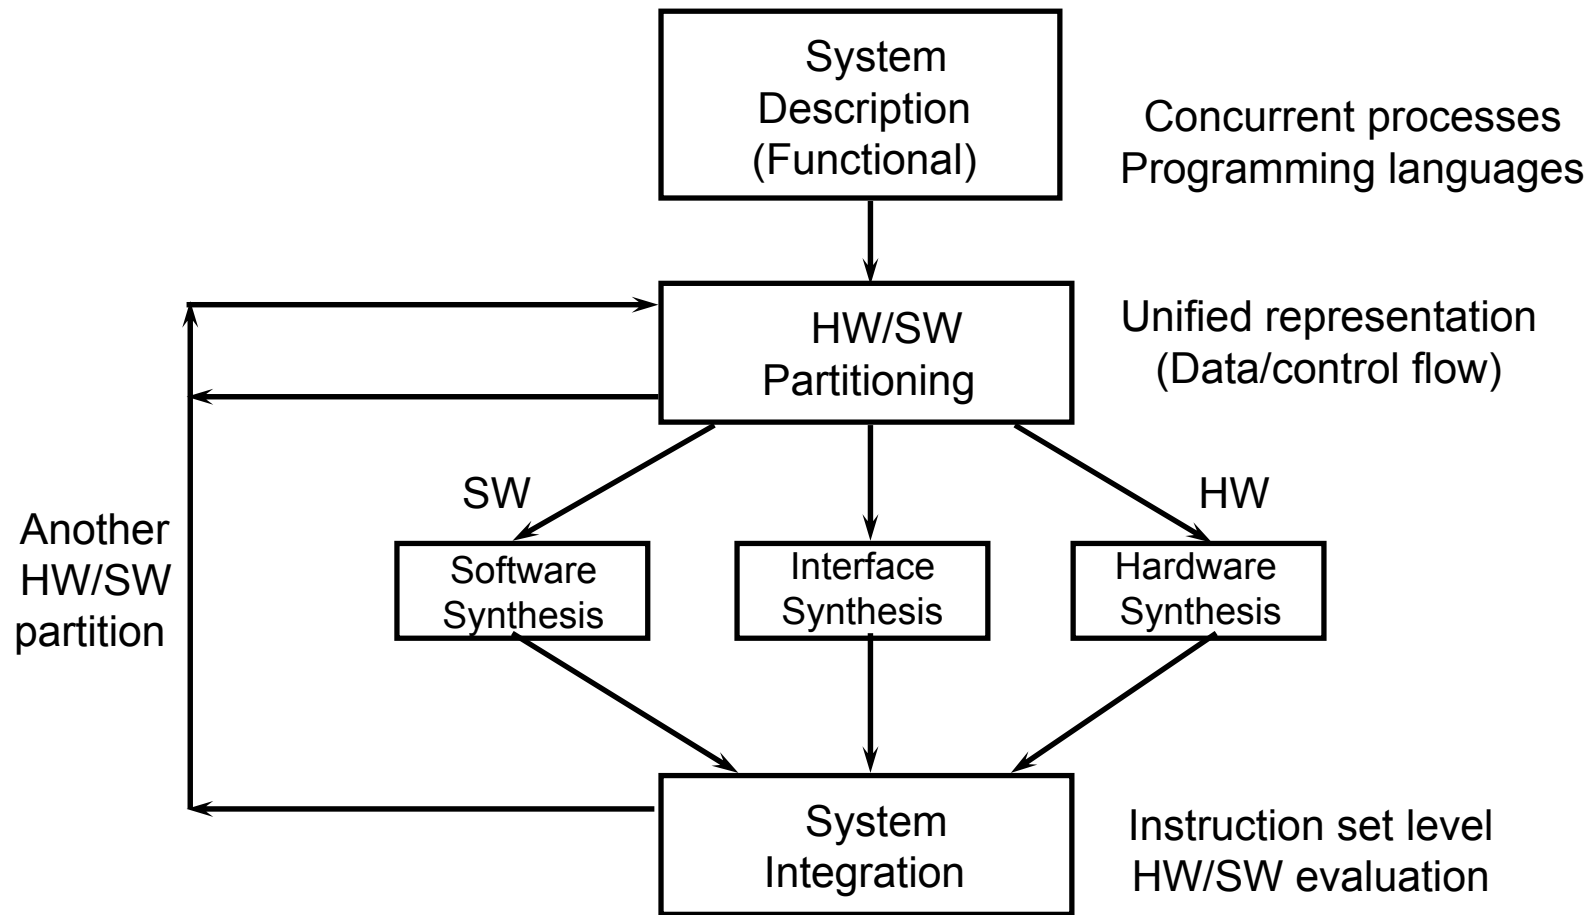 System
Description
(Functional)
Concurrent processes
Programming languages
HW/SW
Partitioning
Unified representation
(Data/control flow)
SW
HW
Another
HW/SW
partition
Software
Synthesis
Interface
Synthesis
Hardware
Synthesis
System
Integration
Instruction set level
HW/SW evaluation